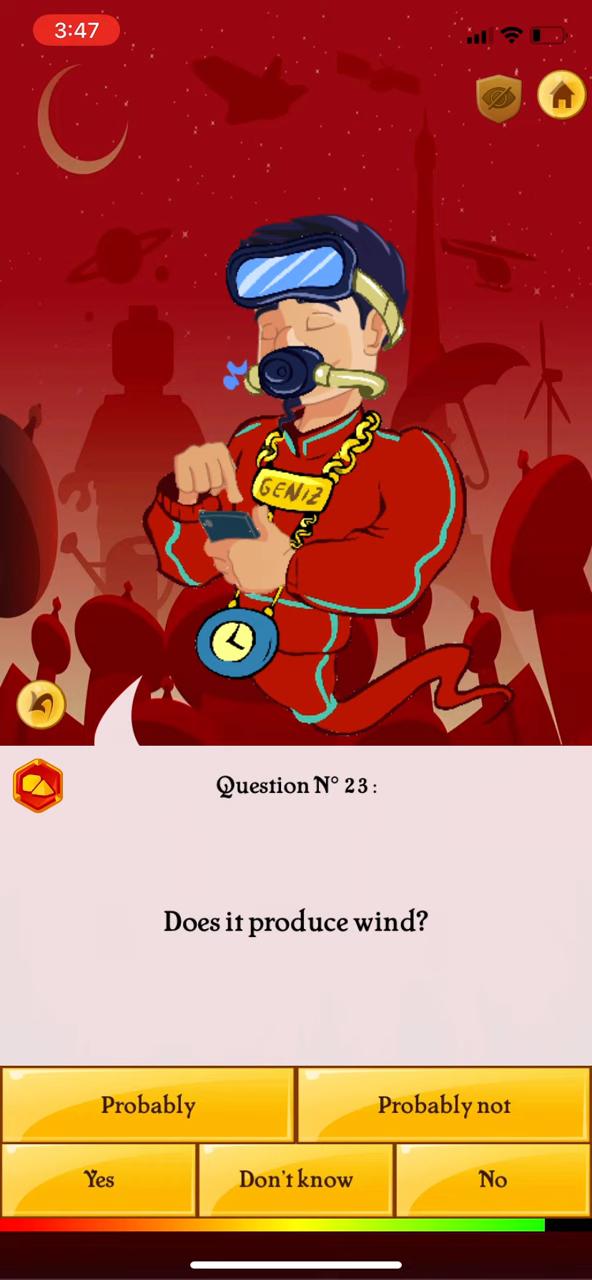 3:47
GENIZ
Question N° 23 :
Does it produce wind?
Probably
Probably not
Yes
Don't know
No